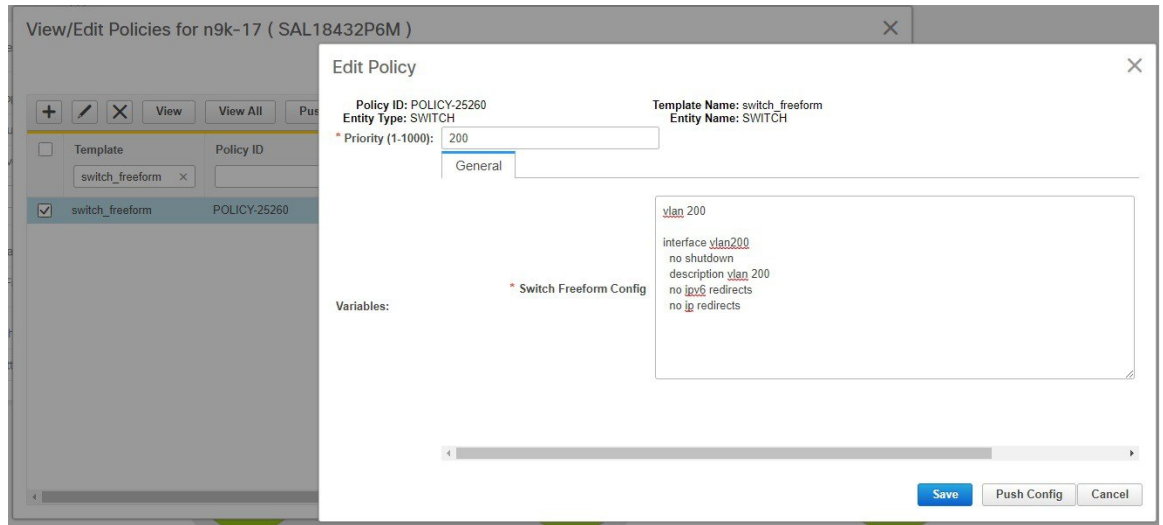 View/Edit Policies for n9k-17 ( SAL18432P6M )
View
View All
Template
Policy ID
switch_freeform
switch_freeform
POLICY-25260
Edit Policy
Policy ID: POLICY-25260
Template Name: switch_freeform
Entity Type: SWITCH
Entity Name: SWITCH
* Priority (1-1000):
200
General
Variables:
* Switch Freeform Config
vlan 200
interface vlan200
no shutdown
description vlan 200
no ipv6 redirects
no ip redirects
Save
Push Config
Cancel